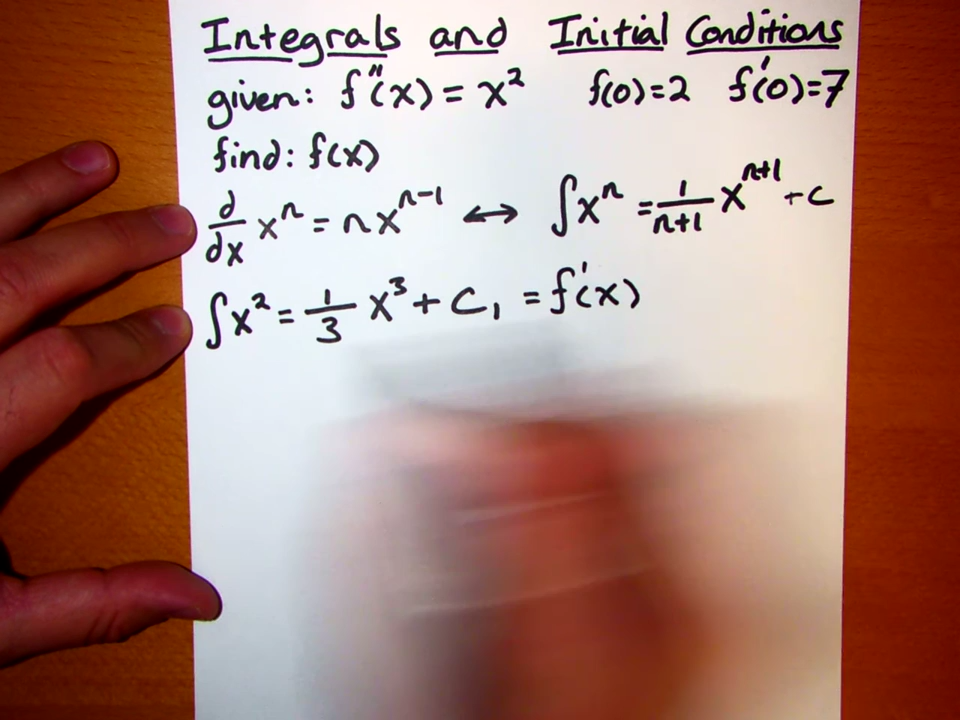 Integrals and Initial Conditions
given: f''(x) = x² f(0)=2 f'(0)=7
find: f(x)
d/dx xⁿ = nxⁿ⁻¹ ↔ ∫xⁿ = 1/n+1 xⁿ⁺¹ + c
∫x² = 1/3 x³ + C₁ = f'(x)